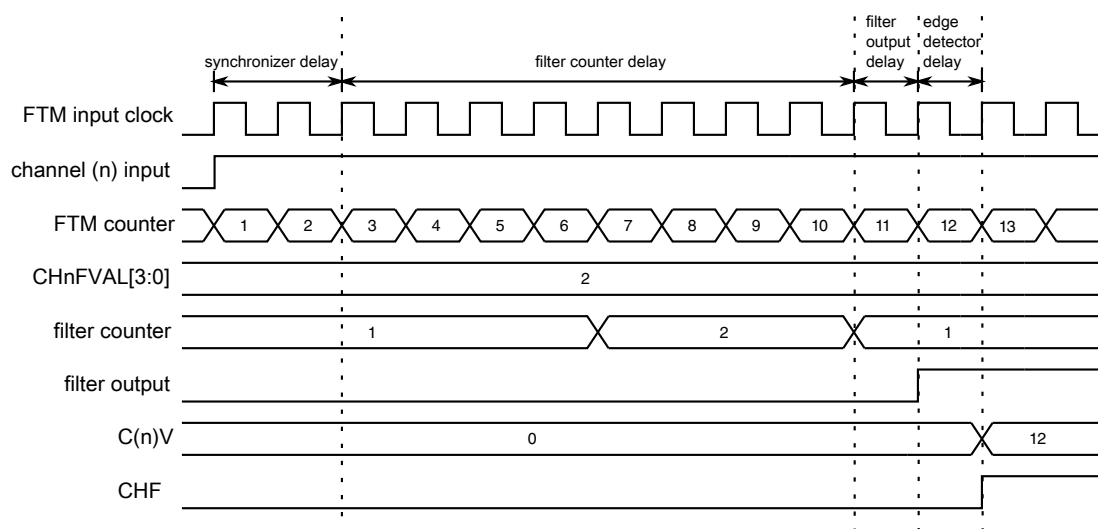 synchronizer delay
filter counter delay
filter
output
delay
edge
detector
delay
FTM input clock
channel (n) input
FTM counter
1 2 3 4 5 6 7 8 9 10 11 12 13
CHnFVAL[3:0]
2
filter counter
1 2 1
filter output
C(n)V
0 12
CHF